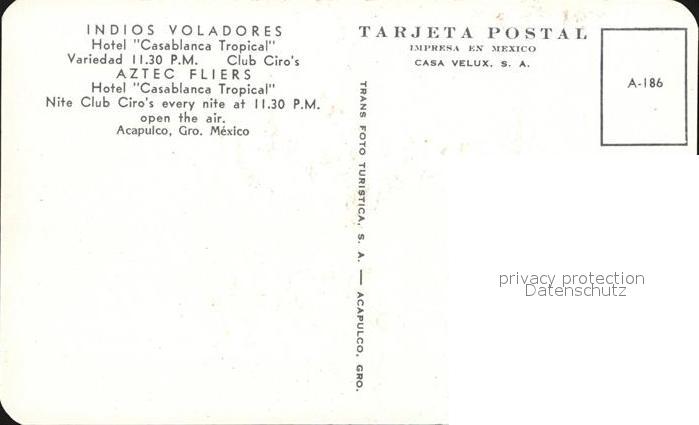 INDIOS VOLADORES
Hotel "Casablanca Tropical"
Variedad 11.30 P.M. Club Ciro's
AZTEC FLIERS
Hotel "Casablanca Tropical"
Nite Club Ciro's every nite at 11.30 P.M.
open the air.
Acapulco, Gro. México
TRANS FOTO TURISTICA, S. A. — ACAPULCO, GRO.
TARJETA POSTAL
IMPRESA EN MEXICO
CASA VELUX, S. A.
A-186
privacy protection
Datenschutz